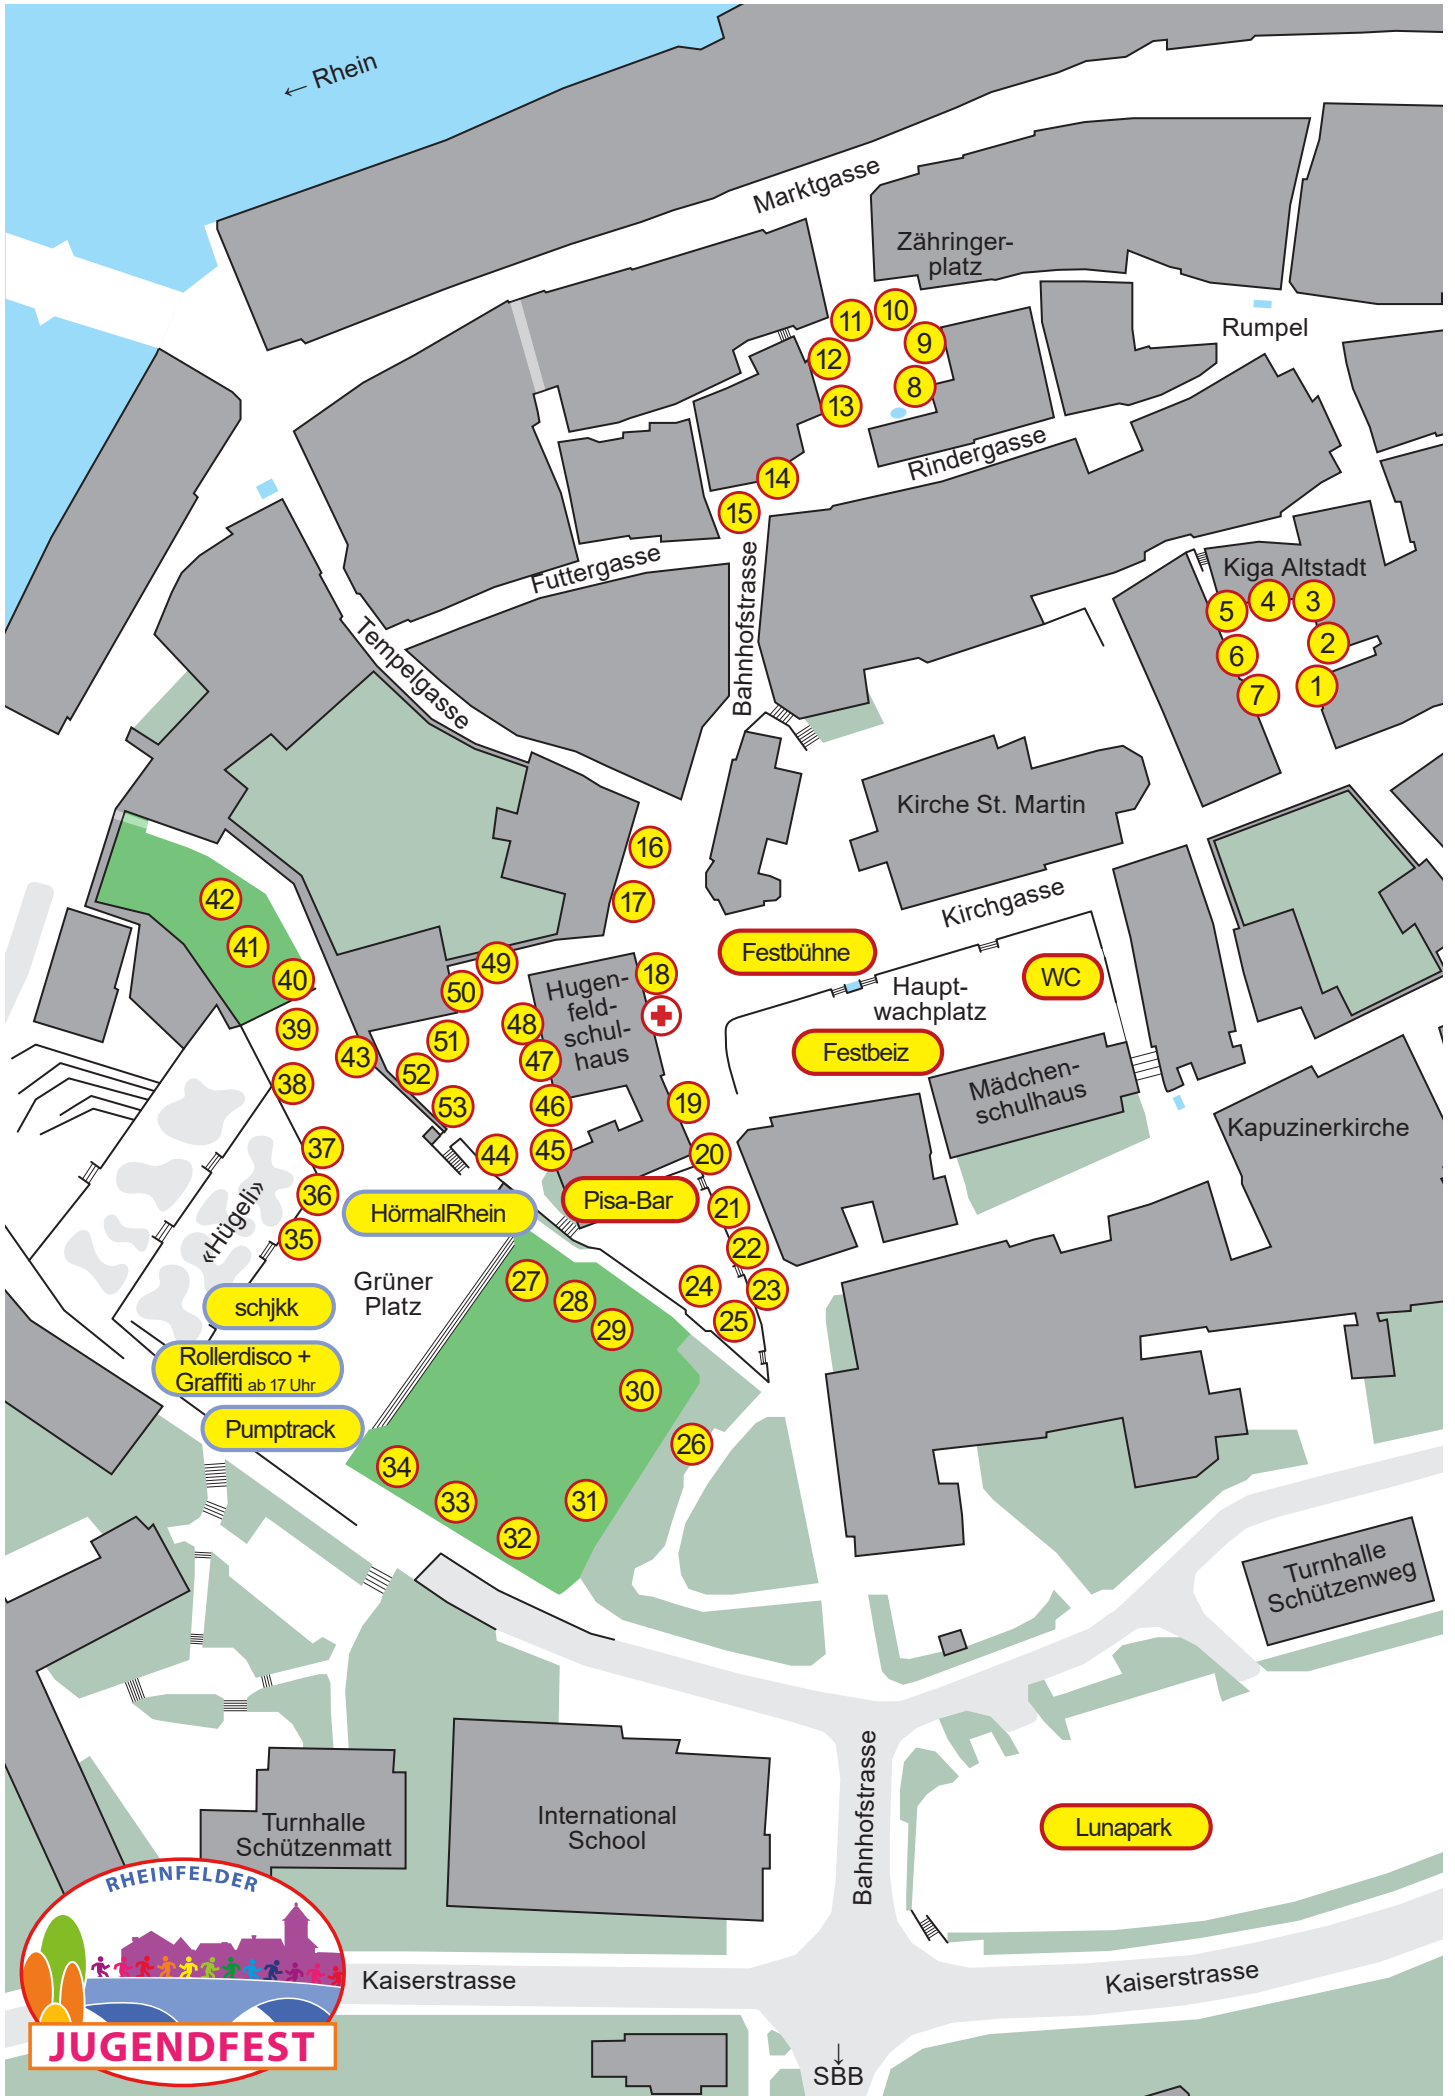 ← Rhein
Marktgasse
Zähringer-
platz
Rumpel
11
10
9
12
8
13
Rindergasse
14
15
Futtergasse
Bahnhofstrasse
Kiga Altstadt
5
4
3
2
6
1
7
Tempelgasse
Kirche St. Martin
Kirchgasse
16
17
42
41
40
39
38
43
49
50
51
52
53
48
47
46
45
44
Hugen-
feld-
schul-
haus
18
Festbühne
WC
Haupt-
wachplatz
Festbeiz
Mädchen-
schulhaus
Kapuzinerkirche
19
20
21
22
23
24
25
37
36
35
«Hügeli»
HörmalRhein
Pisa-Bar
Grüner
Platz
schjkk
Rollerdisco +
Graffiti ab 17 Uhr
Pumptrack
27
28
29
30
26
34
33
32
31
Turnhalle
Schützenweg
Turnhalle
Schützenmatt
International
School
Bahnhofstrasse
Lunapark
Kaiserstrasse
Kaiserstrasse
↓
SBB
RHEINFELDER
JUGENDFEST